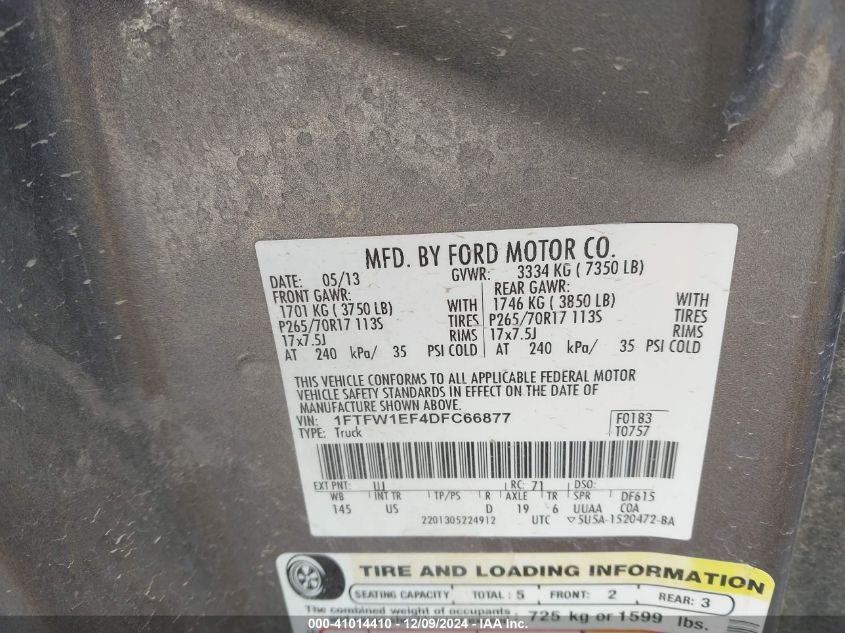 MFD. BY FORD MOTOR CO.
DATE: 05/13 GVWR: 3334 KG ( 7350 LB)
FRONT GAWR: REAR GAWR:
1701 KG ( 3750 LB) WITH 1746 KG ( 3850 LB) WITH
P265/70R17 113S TIRES P265/70R17 113S TIRES
17x7.5J RIMS 17x7.5J RIMS
AT 240 kPa/ 35 PSI COLD AT 240 kPa/ 35 PSI COLD
THIS VEHICLE CONFORMS TO ALL APPLICABLE FEDERAL MOTOR
VEHICLE SAFETY STANDARDS IN EFFECT ON THE DATE OF
MANUFACTURE SHOWN ABOVE.
VIN: 1FTFW1EF4DFC66877 F0183
TYPE: Truck T0757
EXT PNT: UJ RC: 71 DSO:
WB INT TR TP/PS R AXLE TR SPR DF615
145 US D 19 6 UUAA COA
2201305224912 UTC ▽5U5A-1520472-BA
TIRE AND LOADING INFORMATION
SEATING CAPACITY TOTAL : 5 FRONT: 2 REAR: 3
The combined weight of occupants 725 kg or 1599 lbs.
000-41014410 - 12/09/2024 - IAA Inc.